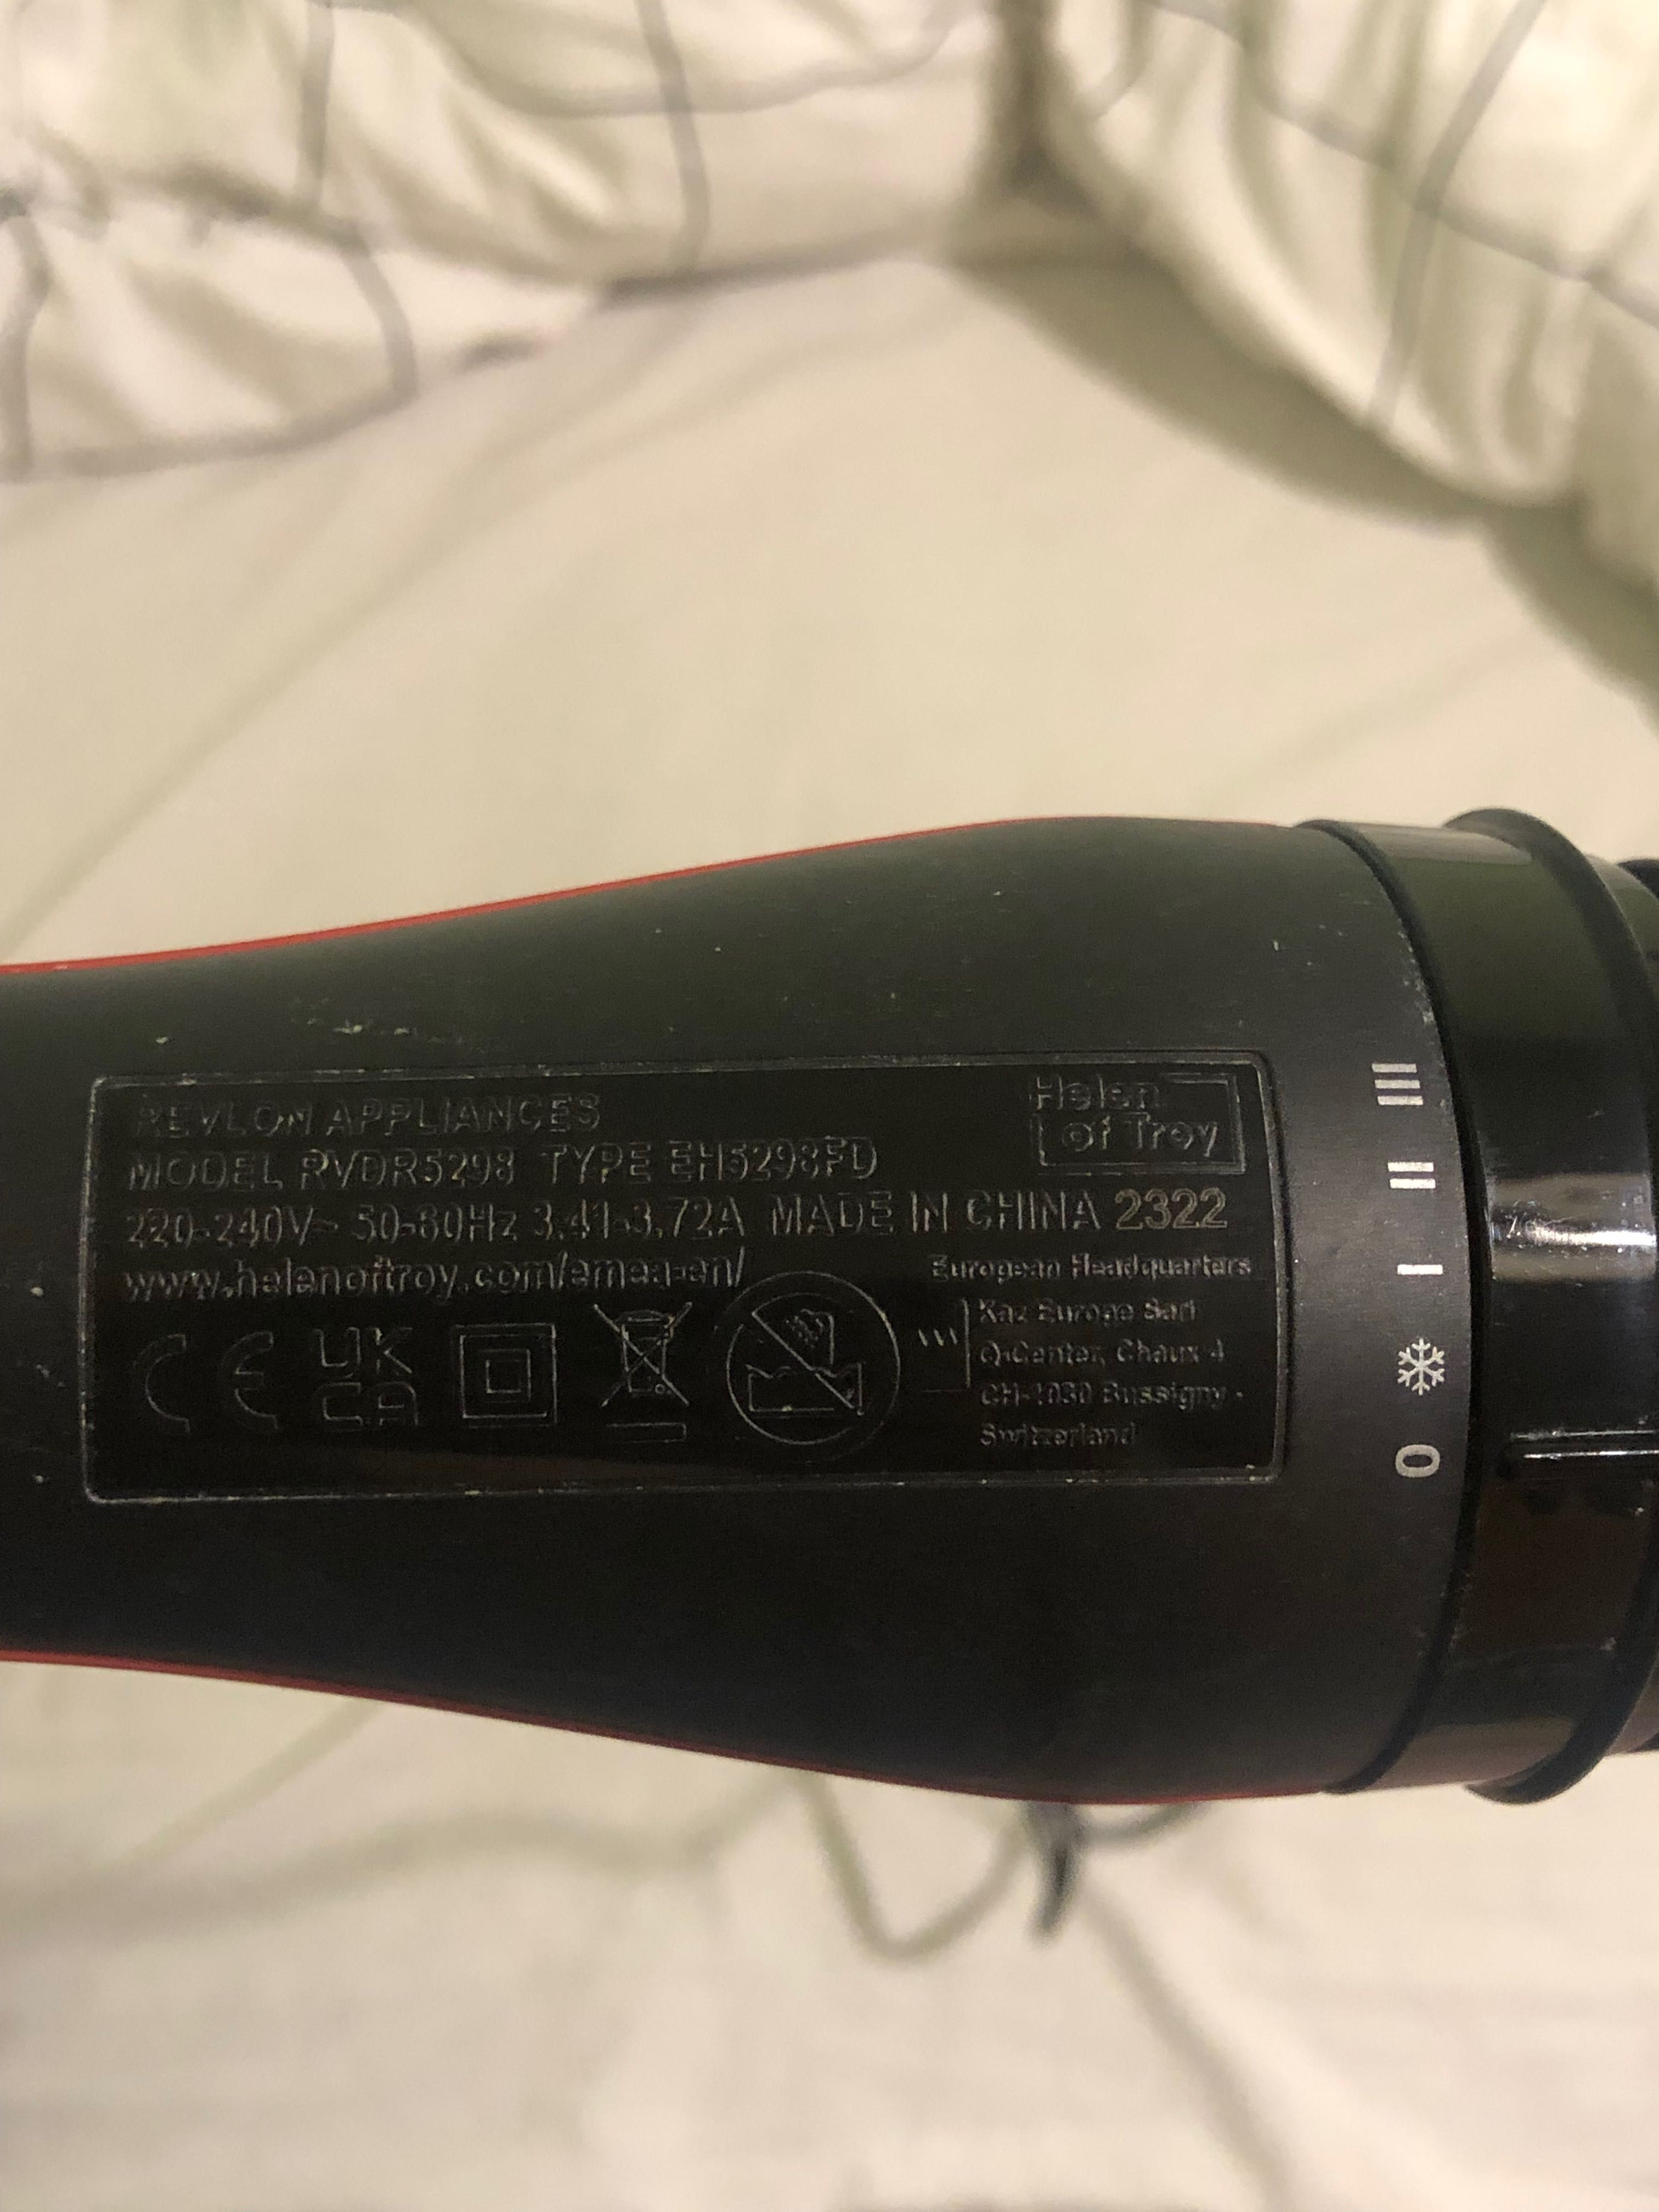 REVLON APPLIANCES
Helen
of Troy
MODEL RVDR5298 TYPE EH5298FD
220-240V~ 50-60Hz 3.41-3.72A MADE IN CHINA 2322
www.helenoftroy.com/emea-en/
European Headquarters
Kaz Europe Sarl
Q-Center, Chaux 4
CH-1030 Bussigny -
Switzerland
CE
UK
CA
III
II
I
0